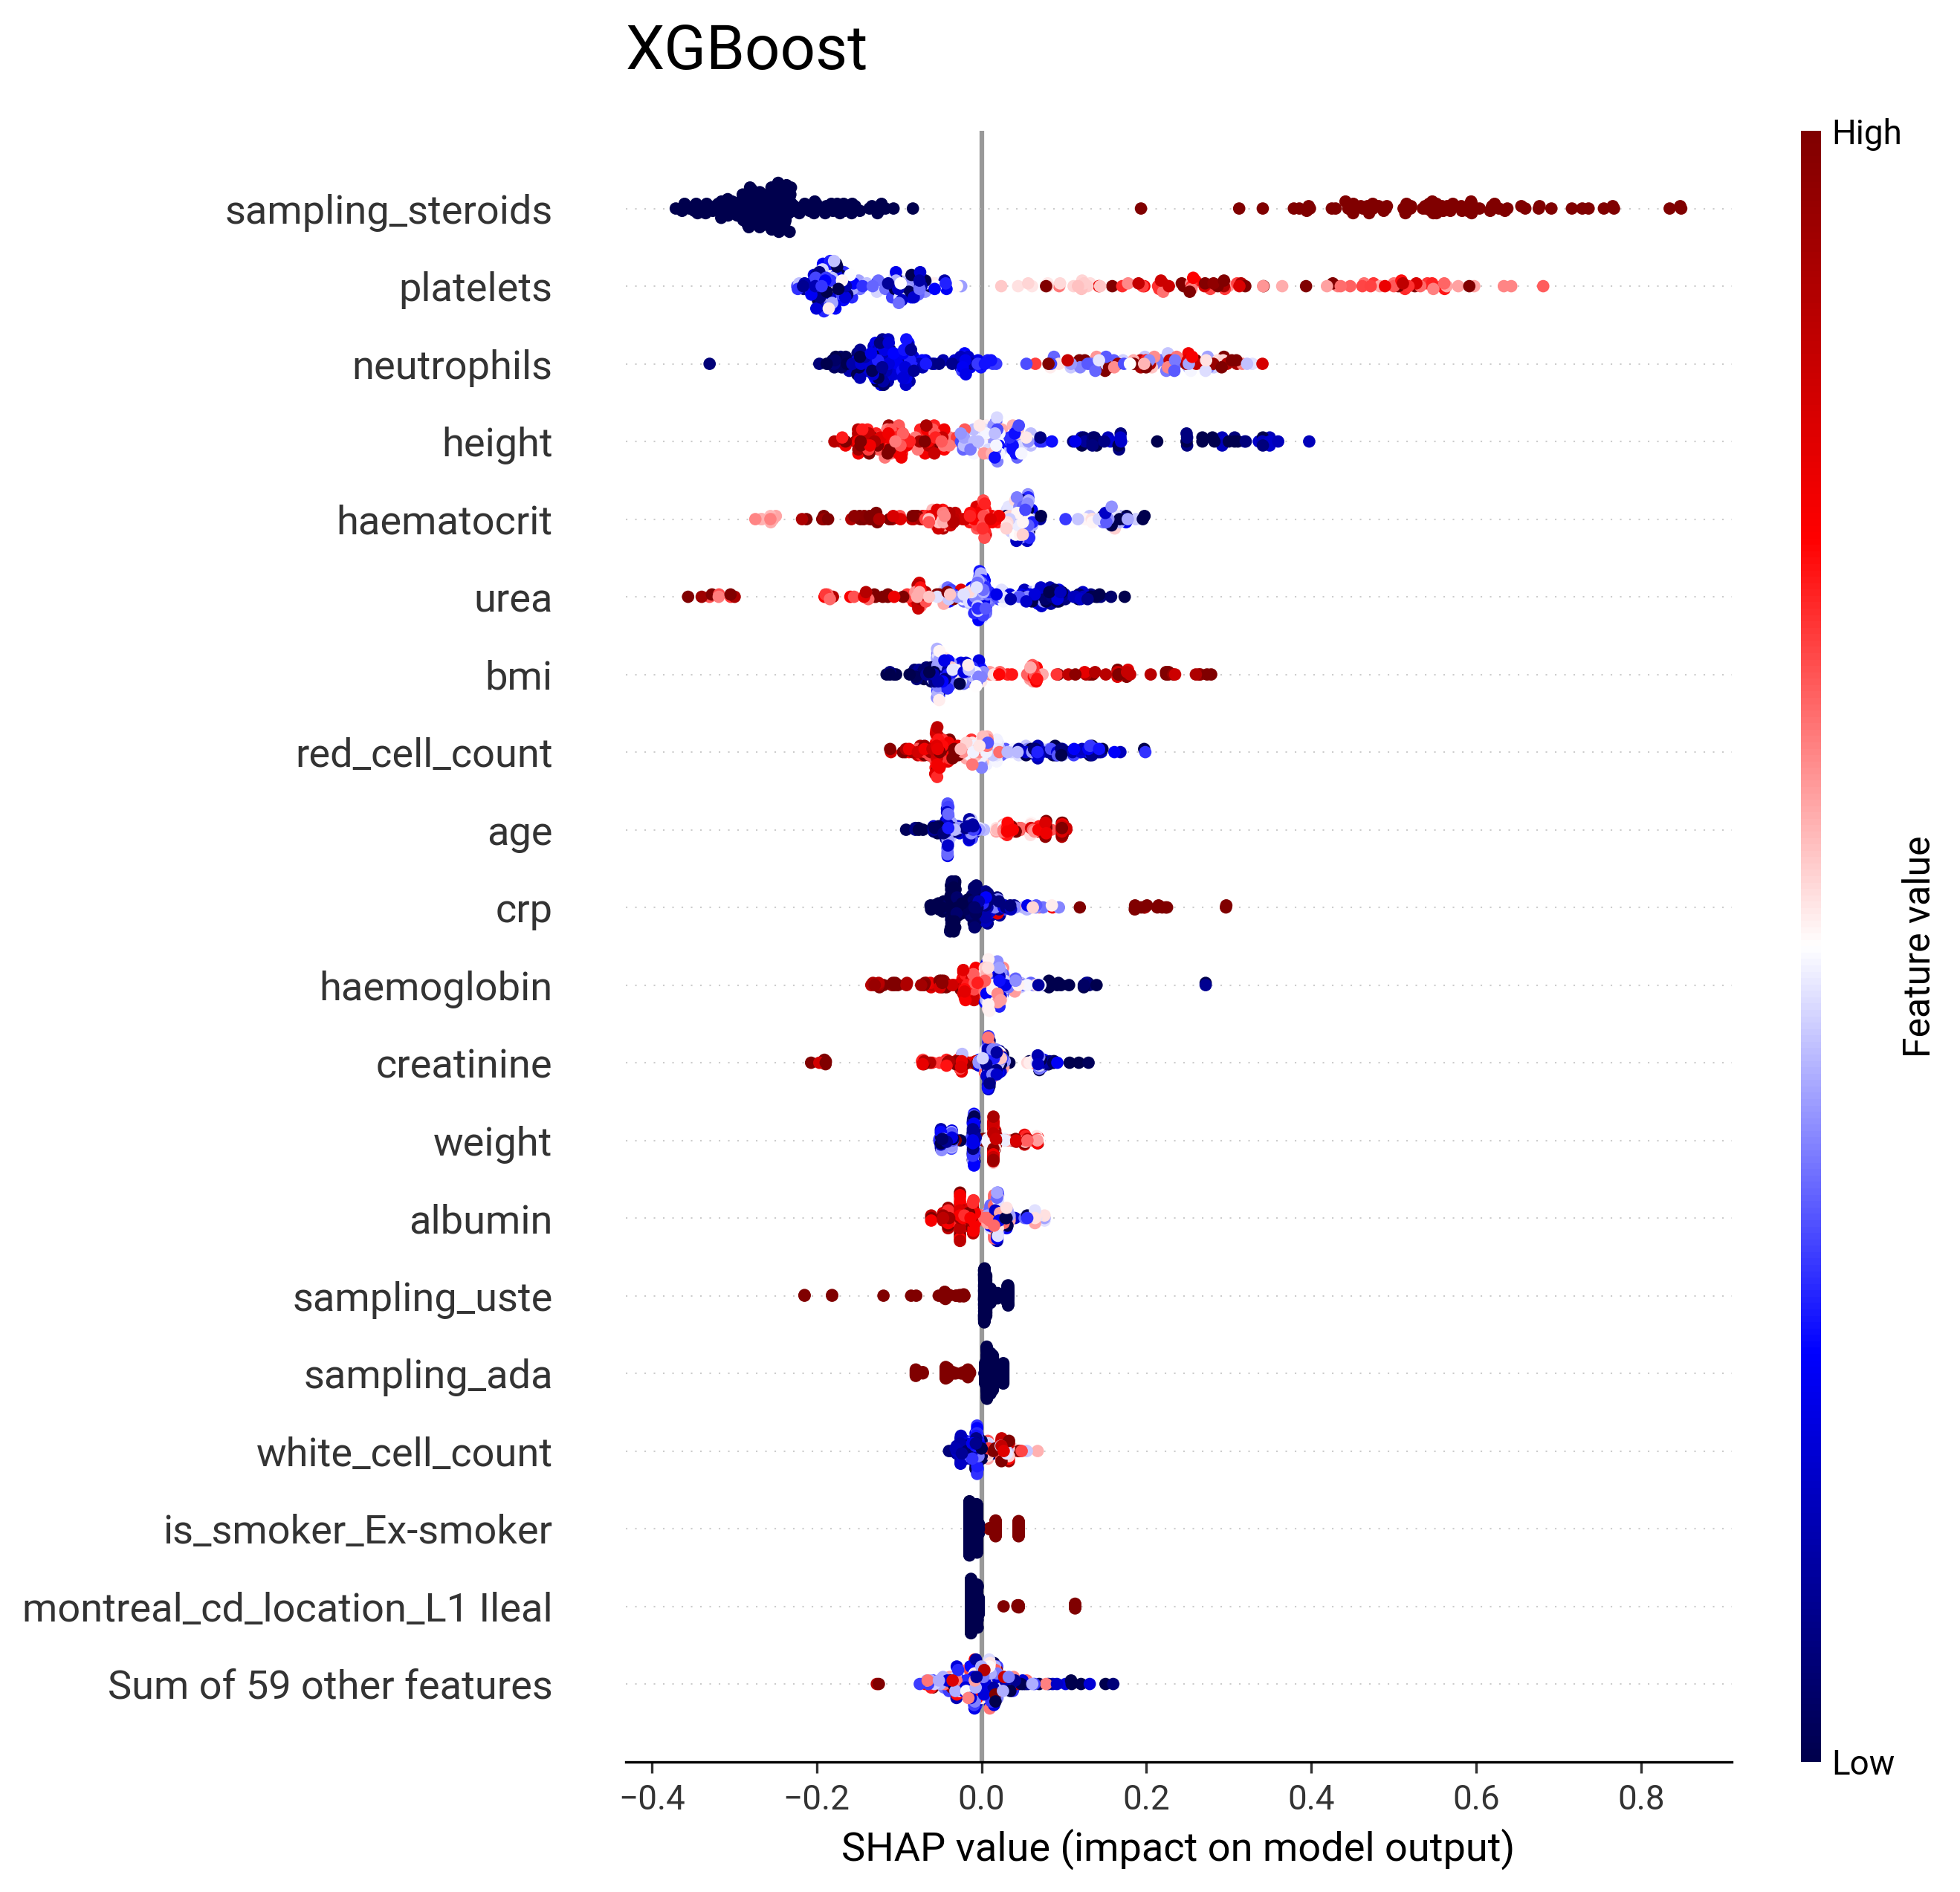 XGBoost
High
sampling_steroids
platelets
neutrophils
height
haematocrit
urea
bmi
red_cell_count
age
crp
haemoglobin
creatinine
weight
albumin
sampling_uste
sampling_ada
white_cell_count
is_smoker_Ex-smoker
montreal_cd_location_L1 Ileal
Sum of 59 other features
Feature value
Low
−0.4 −0.2 0.0 0.2 0.4 0.6 0.8
SHAP value (impact on model output)